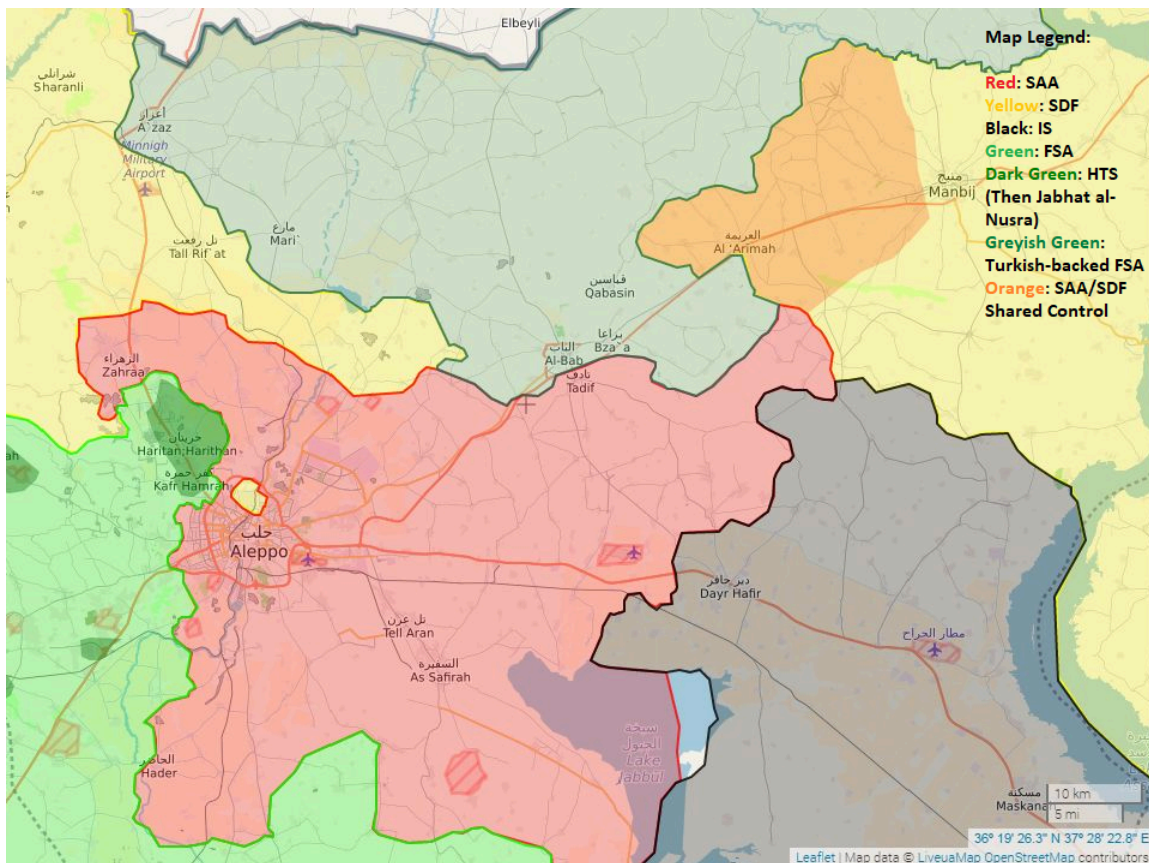 Elbeyli
Map Legend:
Red: SAA
Yellow: SDF
Black: IS
Green: FSA
Dark Green: HTS
(Then Jabhat al-
Nusra)
Greyish Green:
Turkish-backed FSA
Orange: SAA/SDF
Shared Control
شرانلي
Sharanli
أعزاز
A`zaz
Minnigh
Military
Airport
مارع
Mari`
تل رفعت
Tall Rif`at
منبج
Manbij
العريمة
Al `Arimah
قباسين
Qabasin
بزاعا
Bza`a
الباب
Al-Bab
تادف
Tadif
الزهراء
Zahraa
حريتان
Haritan;Harithan
كفر حمرة
Kafr Hamrah
حلب
Aleppo
دير حافر
Dayr Hafir
تل عرن
Tell Aran
السفيرة
As Safirah
مطار الجراح
سبخة
الجبول
Lake
Jabbul
الحاضر
Hader
مسكنة
Maskanah
10 km
5 mi
36º 19' 26.3" N 37º 28' 22.8" E
Leaflet | Map data © LiveuaMap OpenStreetMap contributors